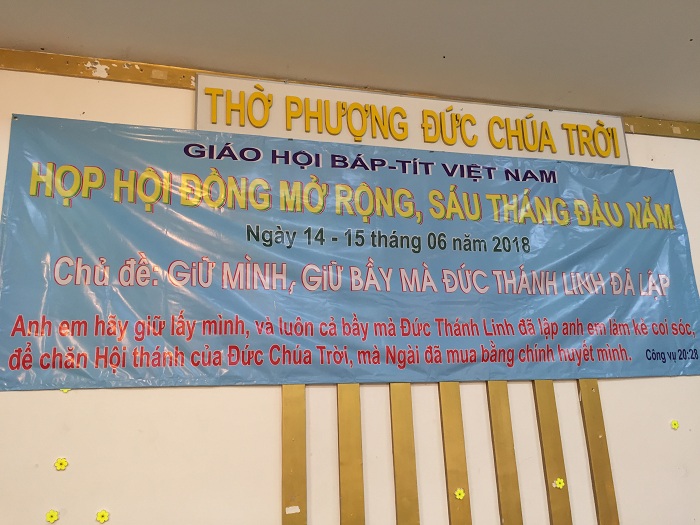 THỜ PHƯỢNG ĐỨC CHÚA TRỜI
GIÁO HỘI BÁP-TÍT VIỆT NAM
HỌP HỘI ĐỒNG MỞ RỘNG, SÁU THÁNG ĐẦU NĂM
Ngày 14 - 15 tháng 06 năm 2018
Chủ đề: GIỮ MÌNH, GIỮ BẦY MÀ ĐỨC THÁNH LINH ĐÃ LẬP
Anh em hãy giữ lấy mình, và luôn cả bầy mà Đức Thánh Linh đã lập anh em làm kẻ coi sóc,
để chăn Hội thánh của Đức Chúa Trời, mà Ngài đã mua bằng chính huyết mình. Công vụ 20:28